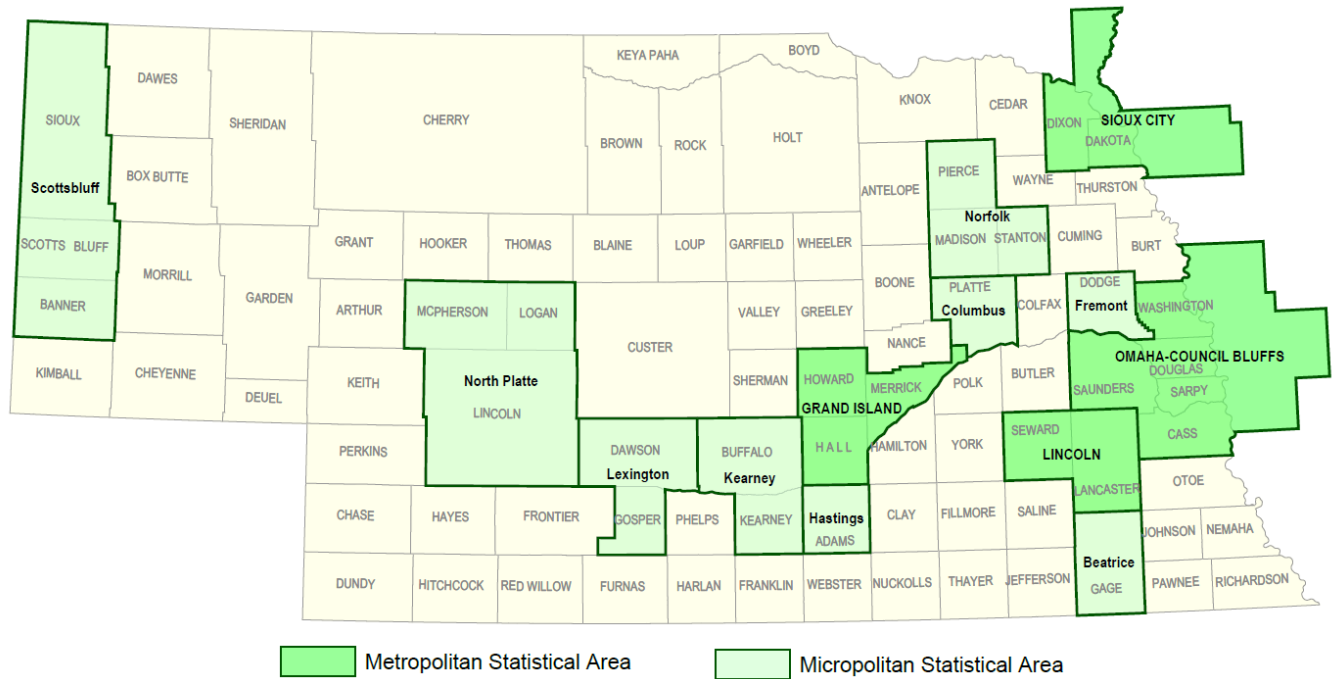 KEYA PAHA
BOYD
DAWES
SIOUX
SHERIDAN
CHERRY
BROWN
ROCK
HOLT
KNOX
CEDAR
DIXON
SIOUX CITY
DAKOTA
BOX BUTTE
Scottsbluff
ANTELOPE
PIERCE
WAYNE
THURSTON
Norfolk
MADISON
STANTON
CUMING
BURT
SCOTTS BLUFF
MORRILL
BANNER
GARDEN
GRANT
HOOKER
THOMAS
BLAINE
LOUP
GARFIELD
WHEELER
BOONE
PLATTE
Columbus
COLFAX
DODGE
Fremont
WASHINGTON
ARTHUR
MCPHERSON
LOGAN
CUSTER
VALLEY
GREELEY
NANCE
KIMBALL
CHEYENNE
DEUEL
KEITH
North Platte
LINCOLN
SHERMAN
HOWARD
MERRICK
GRAND ISLAND
POLK
BUTLER
OMAHA-COUNCIL BLUFFS
DOUGLAS
SAUNDERS
SARPY
PERKINS
DAWSON
Lexington
BUFFALO
Kearney
HALL
HAMILTON
YORK
SEWARD
LINCOLN
LANCASTER
CASS
OTOE
CHASE
HAYES
FRONTIER
GOSPER
PHELPS
KEARNEY
Hastings
ADAMS
CLAY
FILLMORE
SALINE
JOHNSON
NEMAHA
DUNDY
HITCHCOCK
RED WILLOW
FURNAS
HARLAN
FRANKLIN
WEBSTER
NUCKOLLS
THAYER
JEFFERSON
Beatrice
GAGE
PAWNEE
RICHARDSON
Metropolitan Statistical Area
Micropolitan Statistical Area